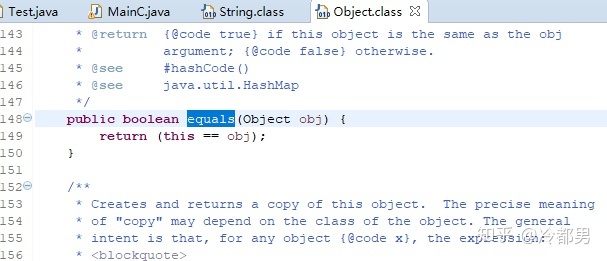 Test.java MainC.java String.class Object.class
143 * @return {@code true} if this object is the same as the obj
144 * argument; {@code false} otherwise.
145 * @see #hashCode()
146 * @see java.util.HashMap
147 */
148 public boolean equals(Object obj) {
149 return (this == obj);
150 }
151
152 /**
153 * Creates and returns a copy of this object. The precise meaning
154 * of "copy" may depend on the class of the object. The general
155 * intent is that, for any object {@code x}, the expression:
156 * <blockquote>
知乎 @冷都男